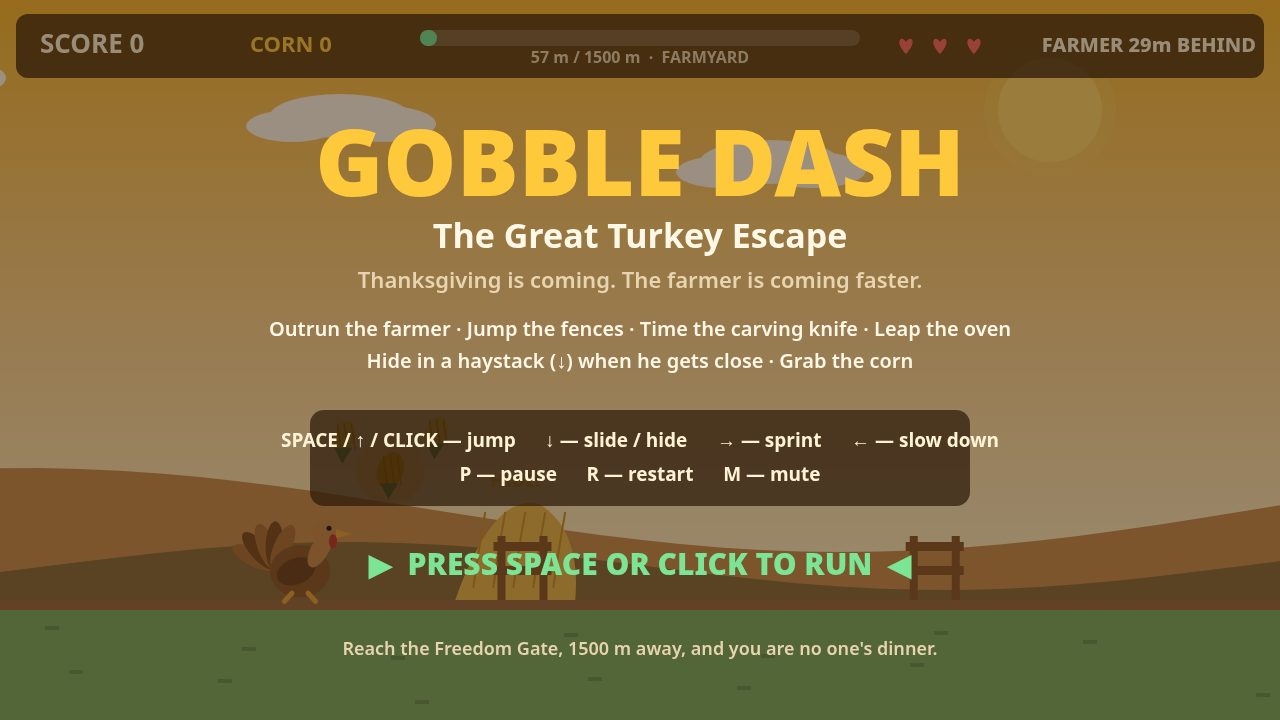 SCORE 0
CORN 0
57 m / 1500 m · FARMYARD
FARMER 29m BEHIND
GOBBLE DASH
The Great Turkey Escape
Thanksgiving is coming. The farmer is coming faster.
Outrun the farmer · Jump the fences · Time the carving knife · Leap the oven
Hide in a haystack (↓) when he gets close · Grab the corn
SPACE / ↑ / CLICK — jump ↓ — slide / hide → — sprint ← — slow down
P — pause R — restart M — mute
▶ PRESS SPACE OR CLICK TO RUN ◀
Reach the Freedom Gate, 1500 m away, and you are no one's dinner.